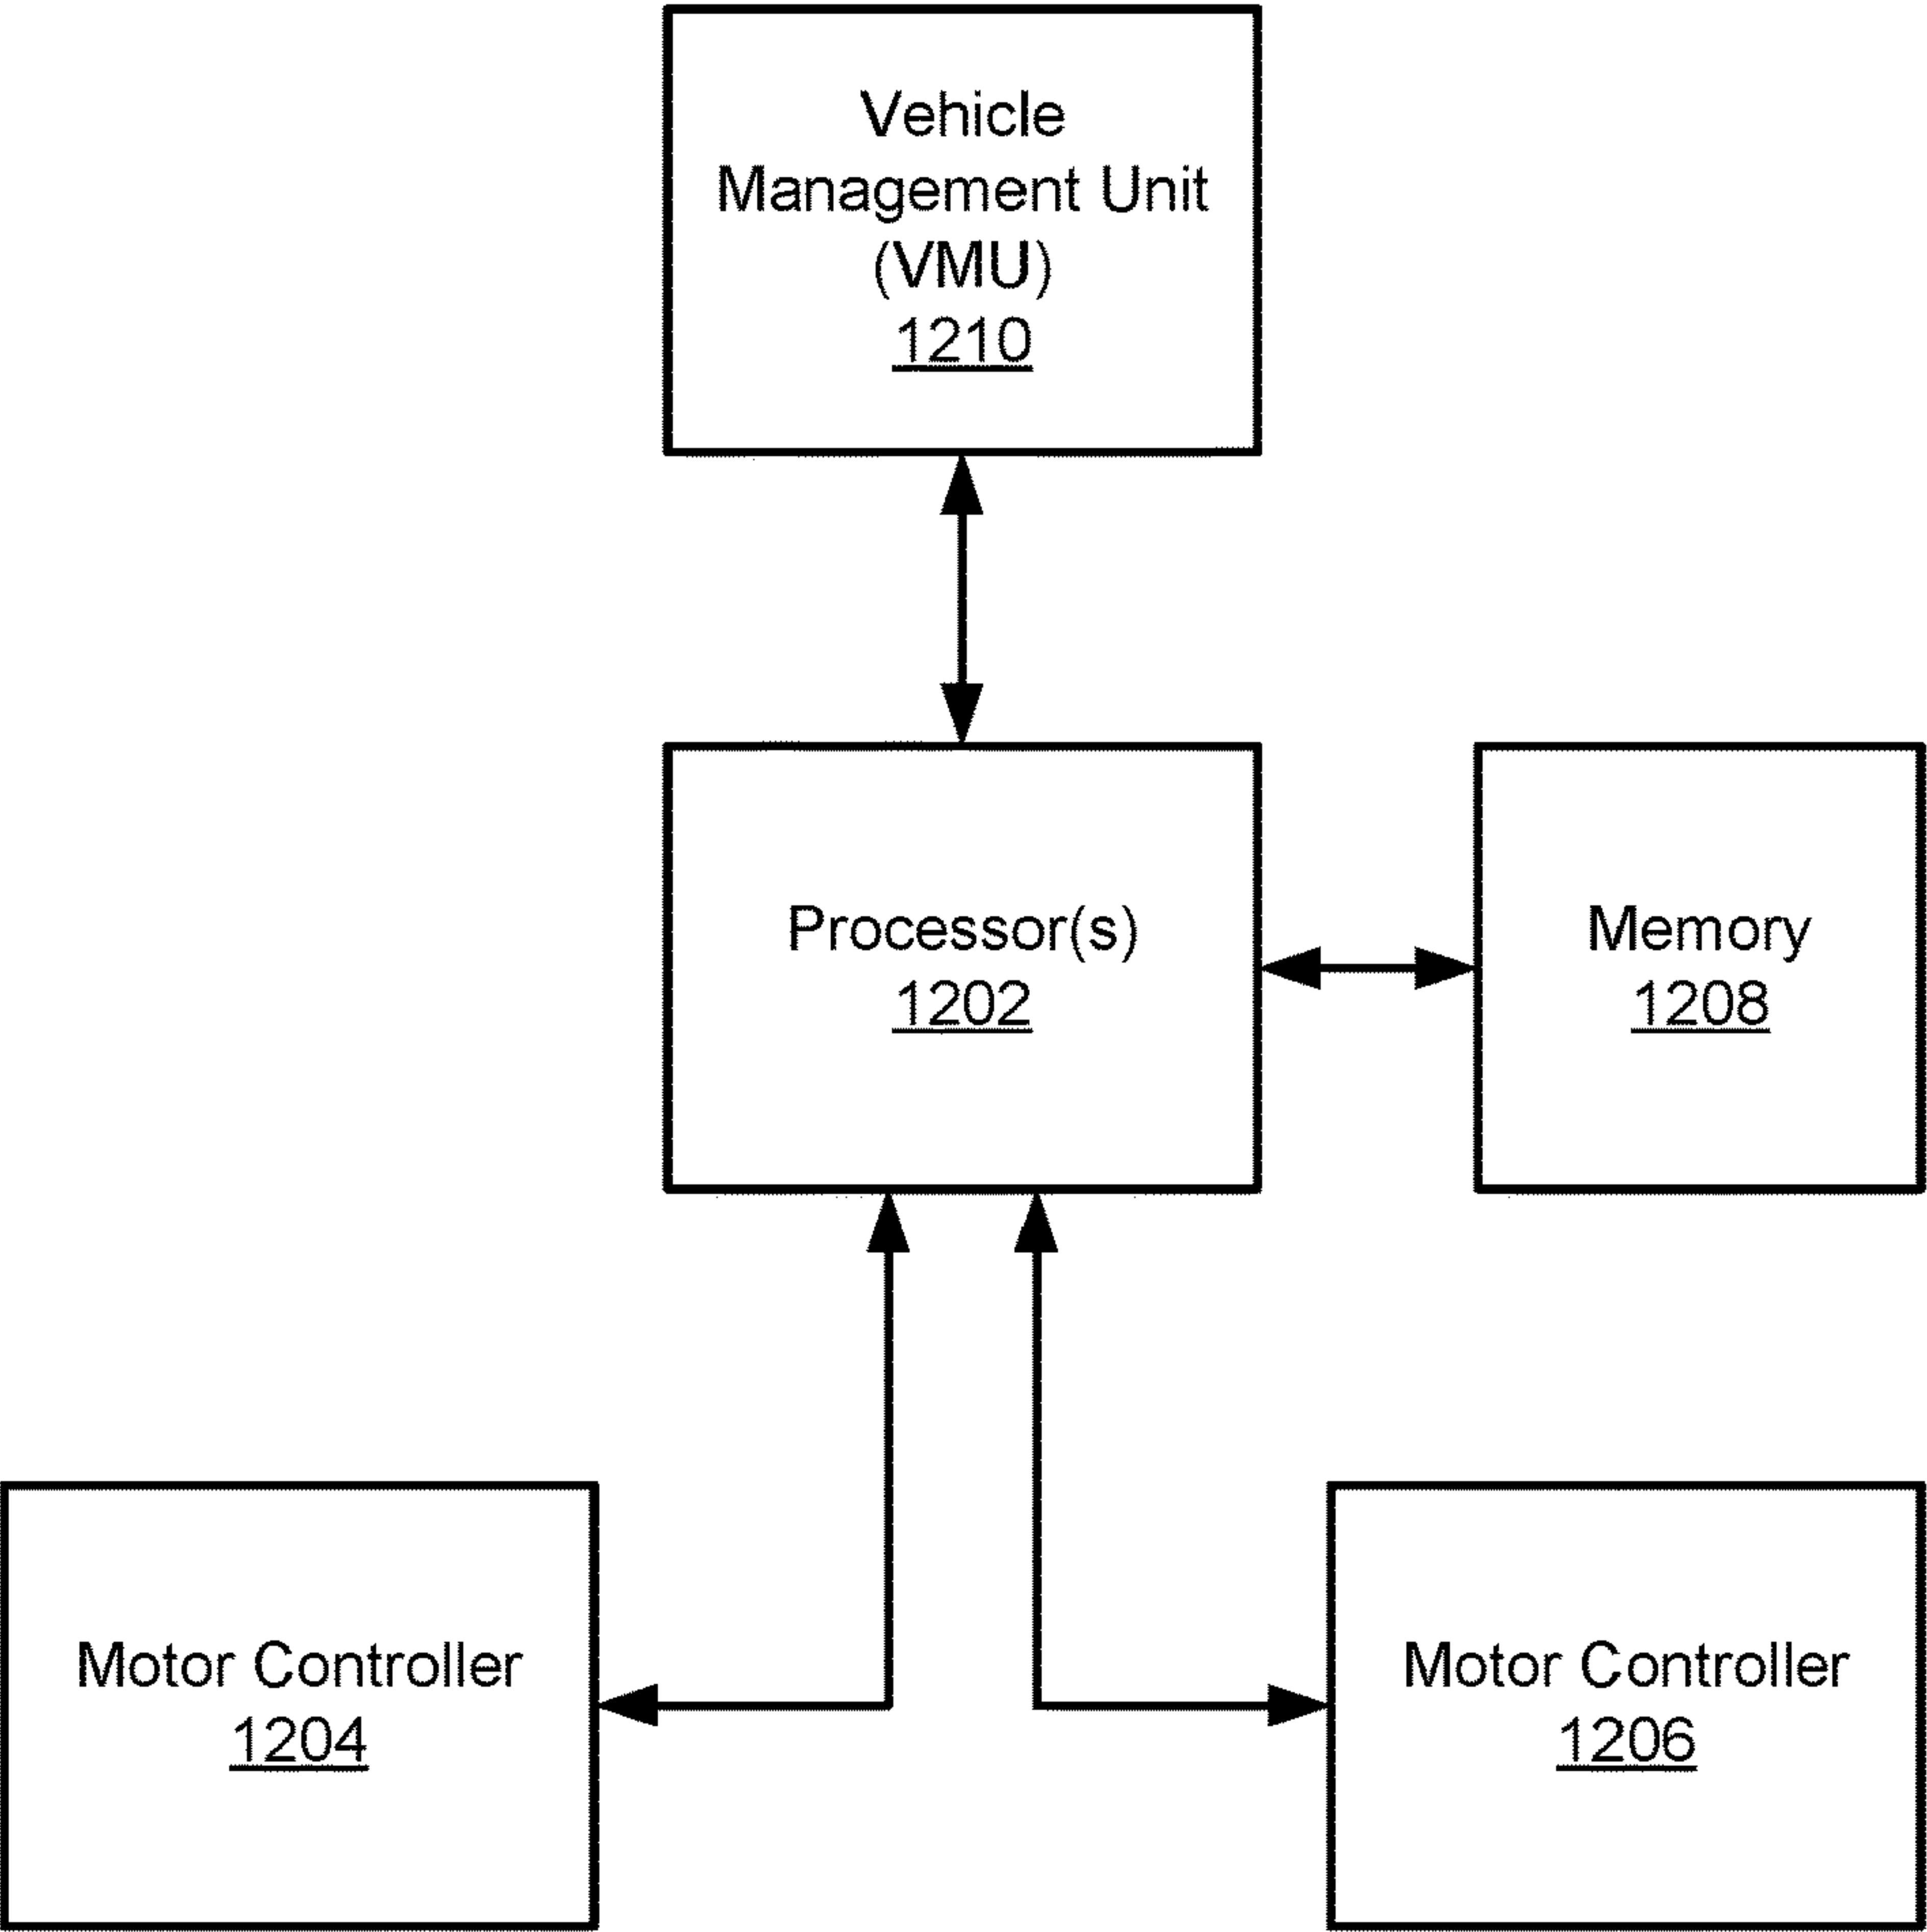 Vehicle
Management Unit
(VMU)
1210
Processor(s)
1202
Memory
1208
Motor Controller
1204
Motor Controller
1206